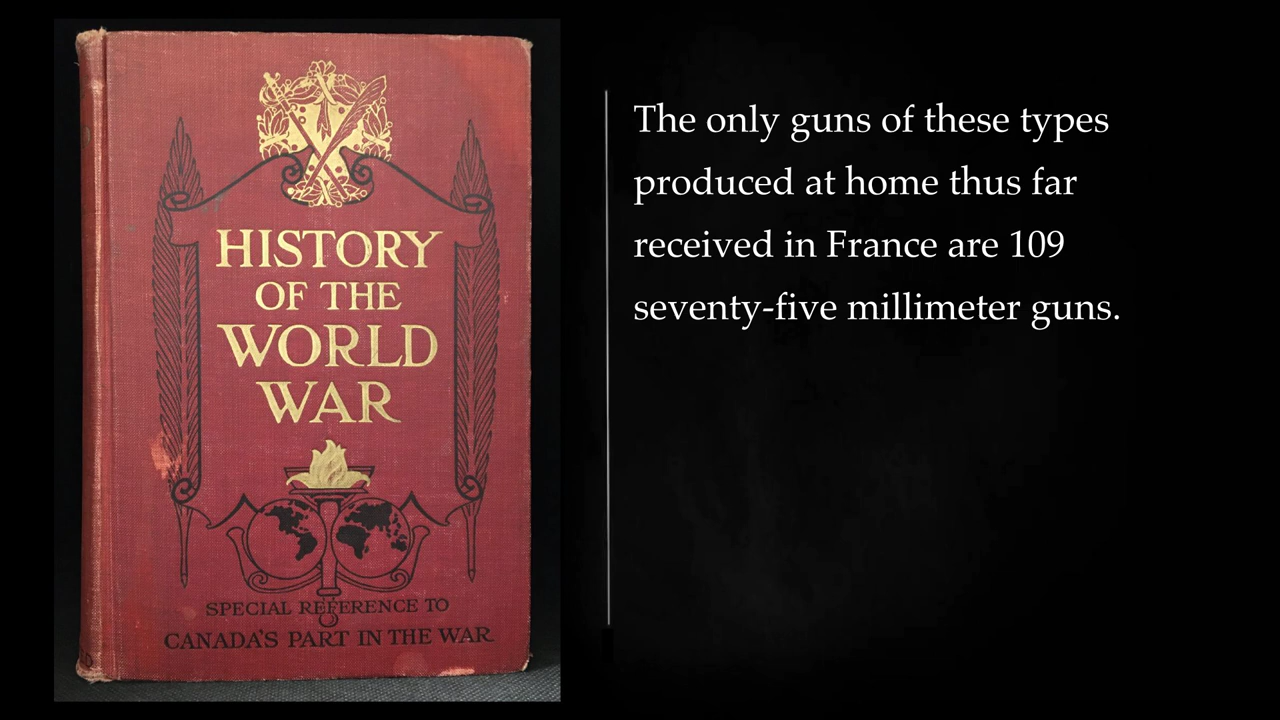 HISTORY
OF THE
WORLD
WAR
SPECIAL REFERENCE TO
CANADA'S PART IN THE WAR
The only guns of these types
produced at home thus far
received in France are 109
seventy-five millimeter guns.